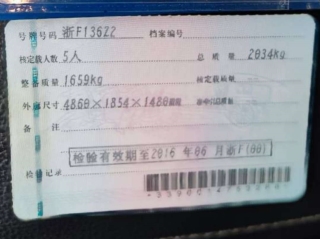 号牌号码 浙F13622 档案编号
核定载人数 5人 总质量 2034kg
整备质量 1659kg 核定载质量
外廓尺寸 4860×1854×1480
备注
检验有效期至2016年06月浙F(00)
检验记录